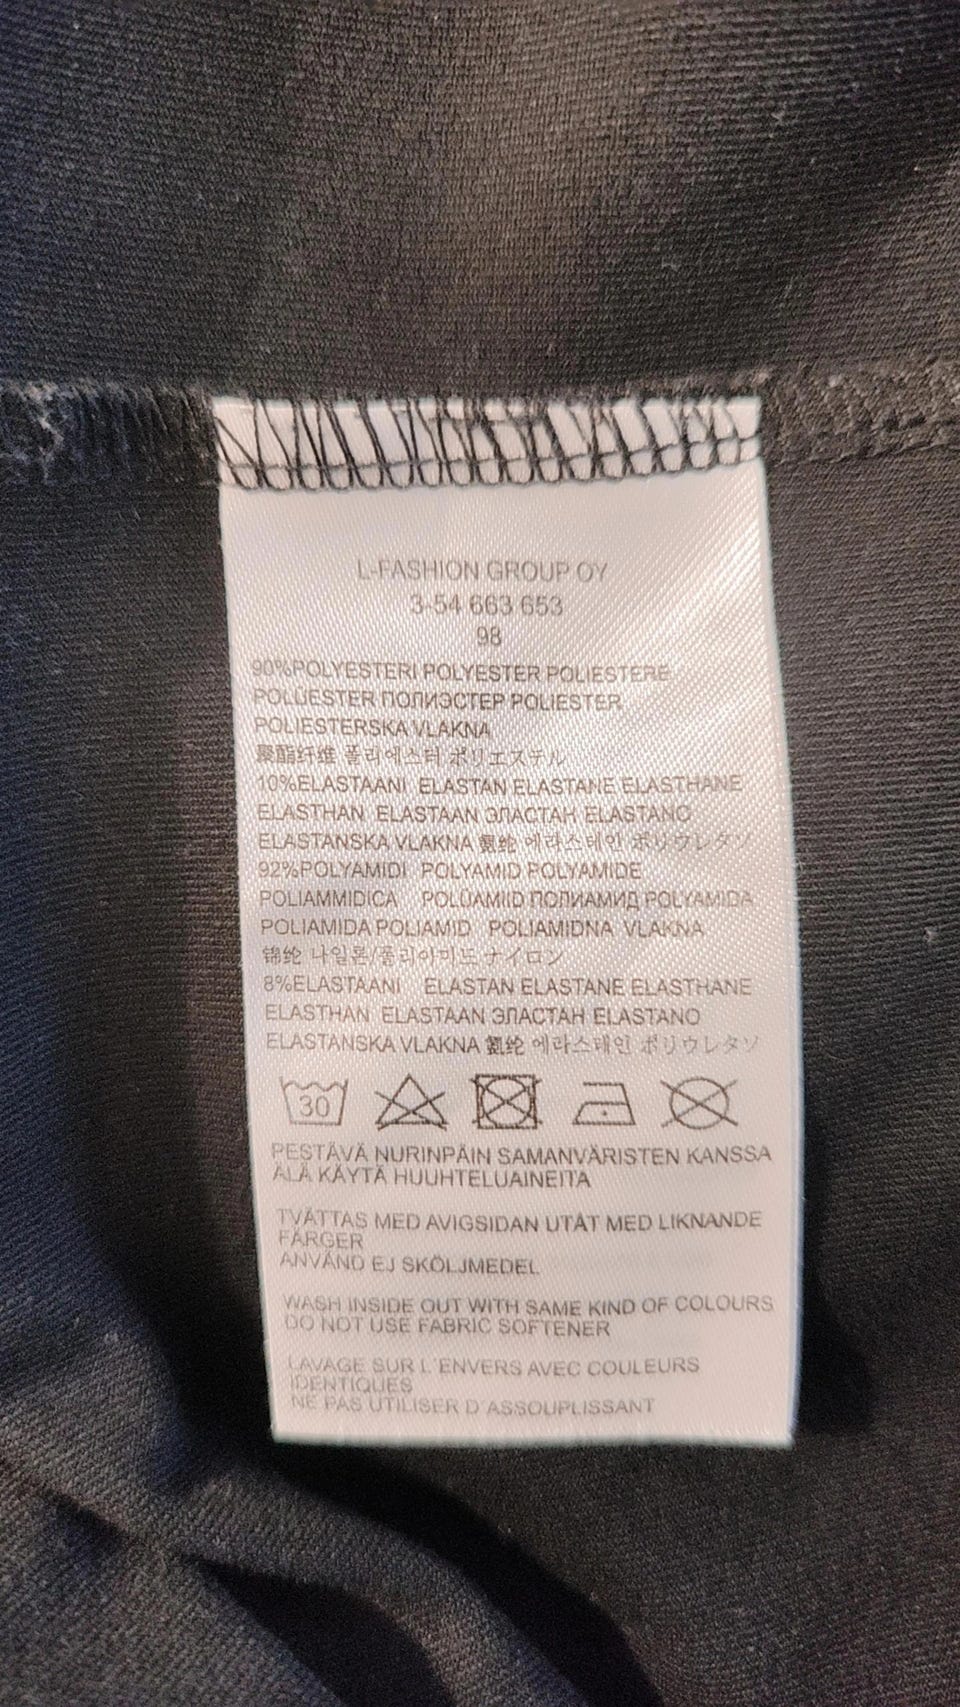 L-FASHION GROUP OY
3-54 663 653
98
90%POLYESTERI POLYESTER POLIESTERE
POLÜESTER ПОЛИЭСТЕР POLIESTER
POLIESTERSKA VLAKNA
聚酯纤维 폴리에스터 ポリエステル
10%ELASTAANI ELASTAN ELASTANE ELASTHANE
ELASTHAN ELASTAAN ЭЛАСТАН ELASTANO
ELASTANSKA VLAKNA 氨纶 에라스테인 ポリウレタン
92%POLYAMIDI POLYAMID POLYAMIDE
POLIAMMIDICA POLÜAMIID ПОЛИАМИД POLYAMIDA
POLIAMIDA POLIAMID POLIAMIDNA VLAKNA
锦纶 나일론/폴리아미드 ナイロン
8%ELASTAANI ELASTAN ELASTANE ELASTHANE
ELASTHAN ELASTAAN ЭЛАСТАН ELASTANO
ELASTANSKA VLAKNA 氨纶 에라스테인 ポリウレタン
30
PESTÄVÄ NURINPÄIN SAMANVÄRISTEN KANSSA
ÄLÄ KÄYTÄ HUUHTELUAINEITA
TVÄTTAS MED AVIGSIDAN UTÅT MED LIKNANDE
FÄRGER
ANVÄND EJ SKÖLJMEDEL
WASH INSIDE OUT WITH SAME KIND OF COLOURS
DO NOT USE FABRIC SOFTENER
LAVAGE SUR L´ENVERS AVEC COULEURS
IDENTIQUES
NE PAS UTILISER D´ASSOUPLISSANT